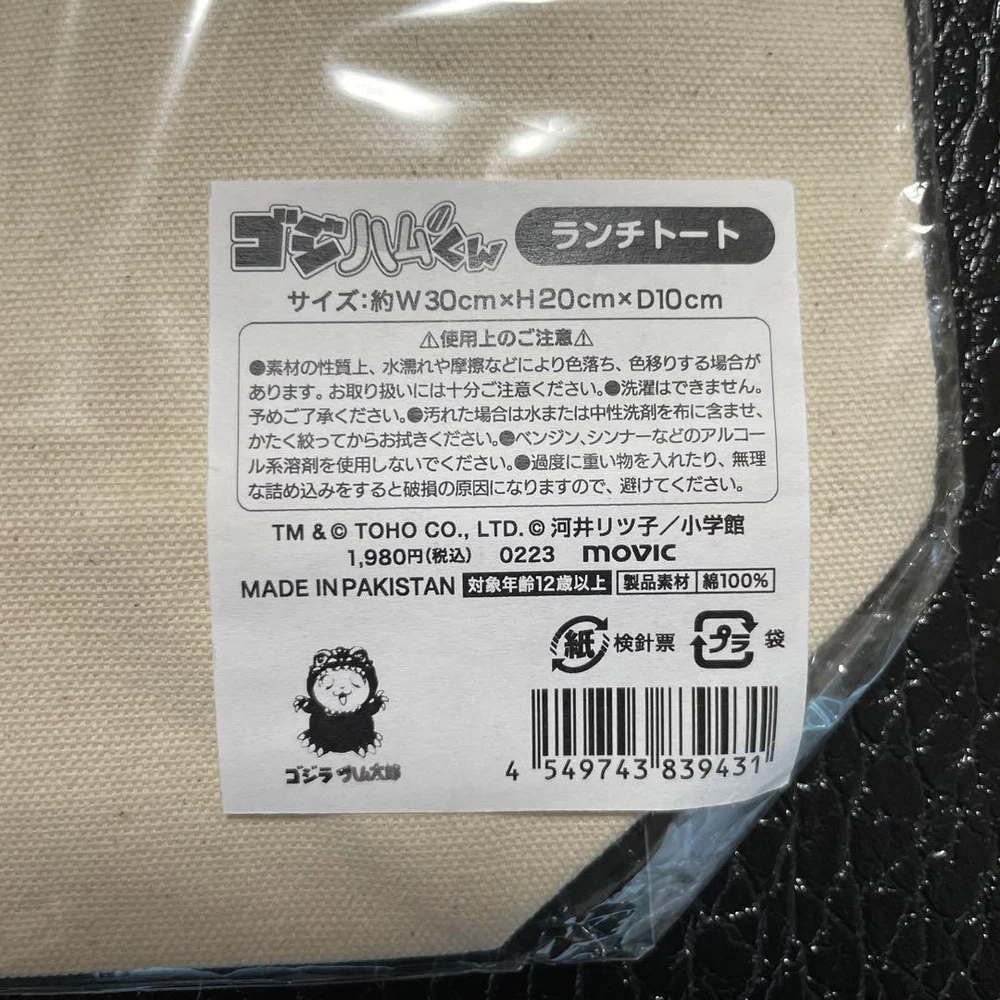 ゴジハムくん ランチトート
サイズ:約W30cm×H20cm×D10cm
⚠使用上のご注意⚠
●素材の性質上、水濡れや摩擦などにより色落ち、色移りする場合が
あります。お取り扱いには十分ご注意ください。●洗濯はできません。
予めご了承ください。●汚れた場合は水または中性洗剤を布に含ませ、
かたく絞ってからお拭きください。●ベンジン、シンナーなどのアルコー
ル系溶剤を使用しないでください。●過度に重い物を入れたり、無理
な詰め込みをすると破損の原因になりますので、避けてください。
TM & © TOHO CO., LTD. © 河井リツ子/小学館
1,980円(税込) 0223 movic
MADE IN PAKISTAN 対象年齢12歳以上 製品素材 綿100%
紙 検針票 プラ 袋
ゴジラ ハム太郎
4 549743 839431